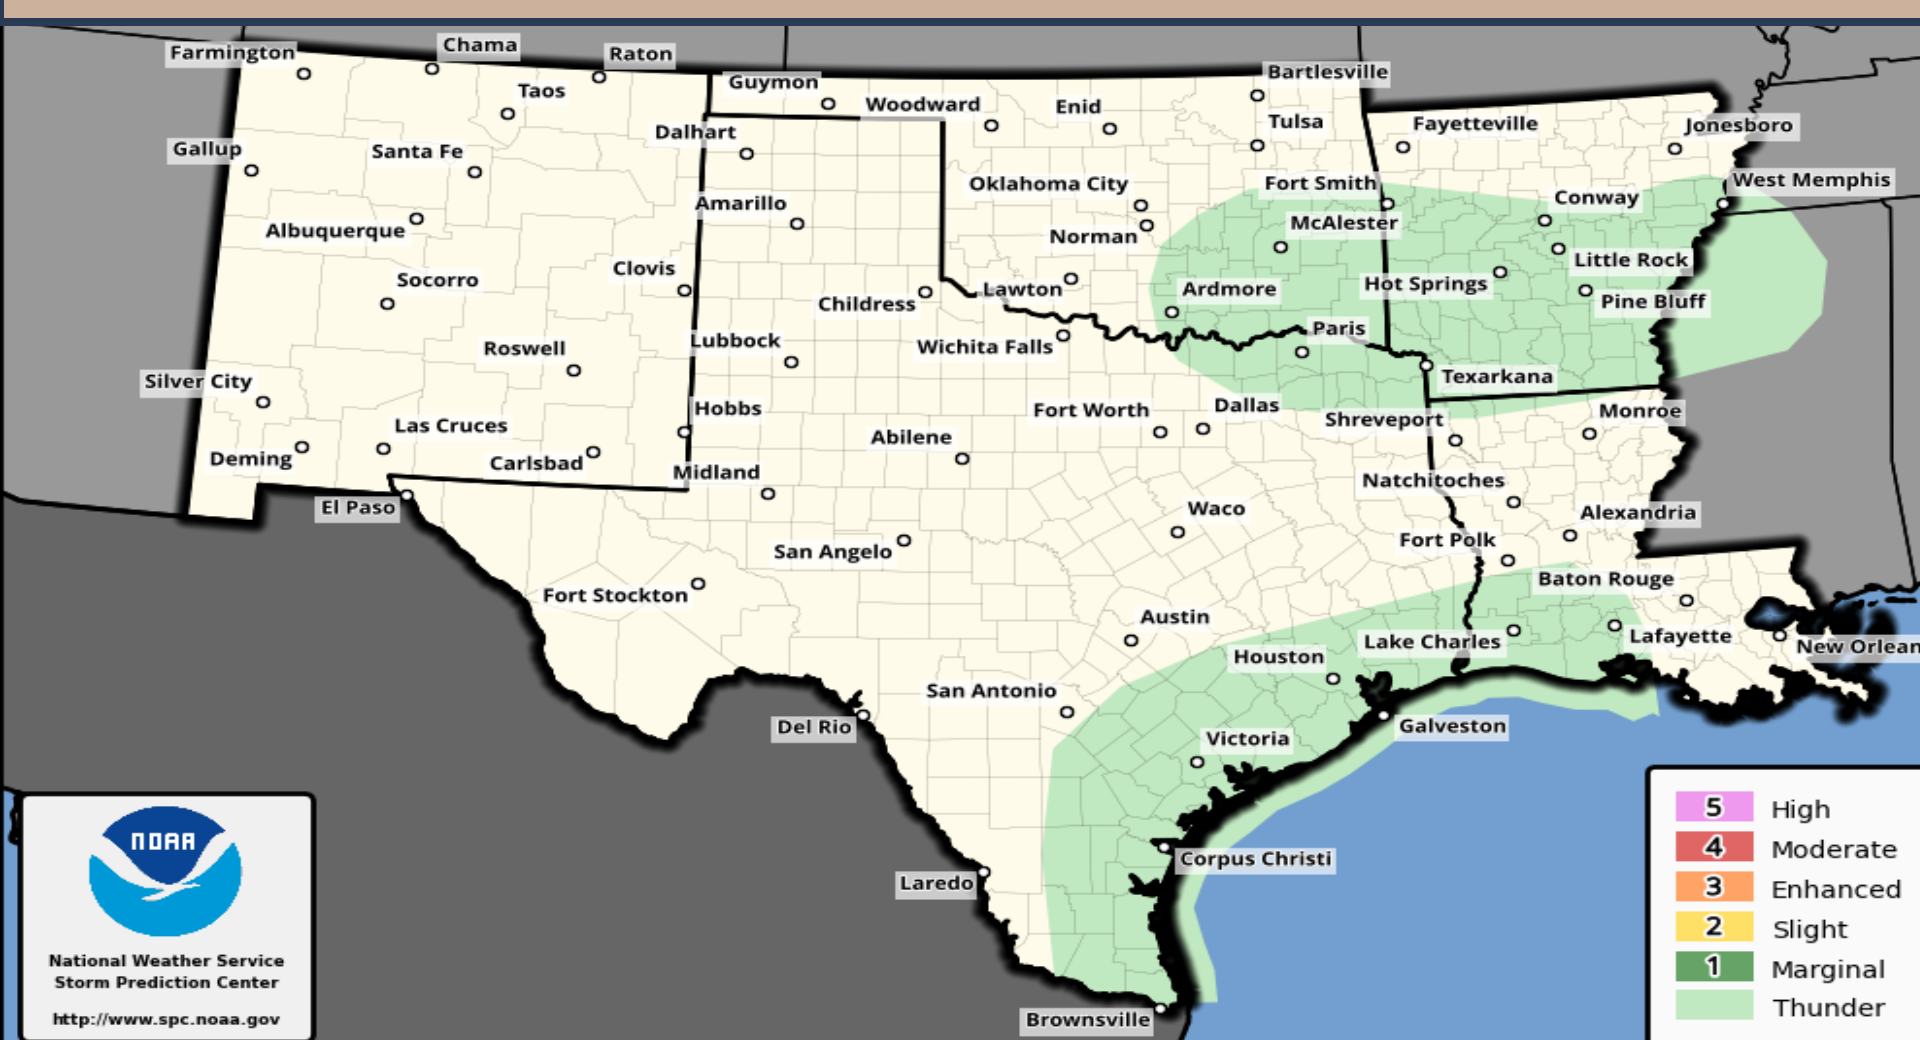 Farmington
Chama
Raton
Taos
Guymon
Woodward
Enid
Bartlesville
Tulsa
Fayetteville
Jonesboro
Gallup
Santa Fe
Dalhart
Oklahoma City
Fort Smith
Conway
West Memphis
Albuquerque
Amarillo
Norman
McAlester
Little Rock
Socorro
Clovis
Childress
Lawton
Ardmore
Hot Springs
Pine Bluff
Roswell
Lubbock
Wichita Falls
Paris
Silver City
Texarkana
Las Cruces
Hobbs
Abilene
Fort Worth
Dallas
Shreveport
Monroe
Deming
Carlsbad
Midland
Natchitoches
El Paso
San Angelo
Waco
Fort Polk
Alexandria
Fort Stockton
Austin
Baton Rouge
Lake Charles
Lafayette
New Orlean
Houston
San Antonio
Del Rio
Victoria
Galveston
Laredo
Corpus Christi
Brownsville
NOAA
National Weather Service
Storm Prediction Center
http://www.spc.noaa.gov
5 High
4 Moderate
3 Enhanced
2 Slight
1 Marginal
Thunder